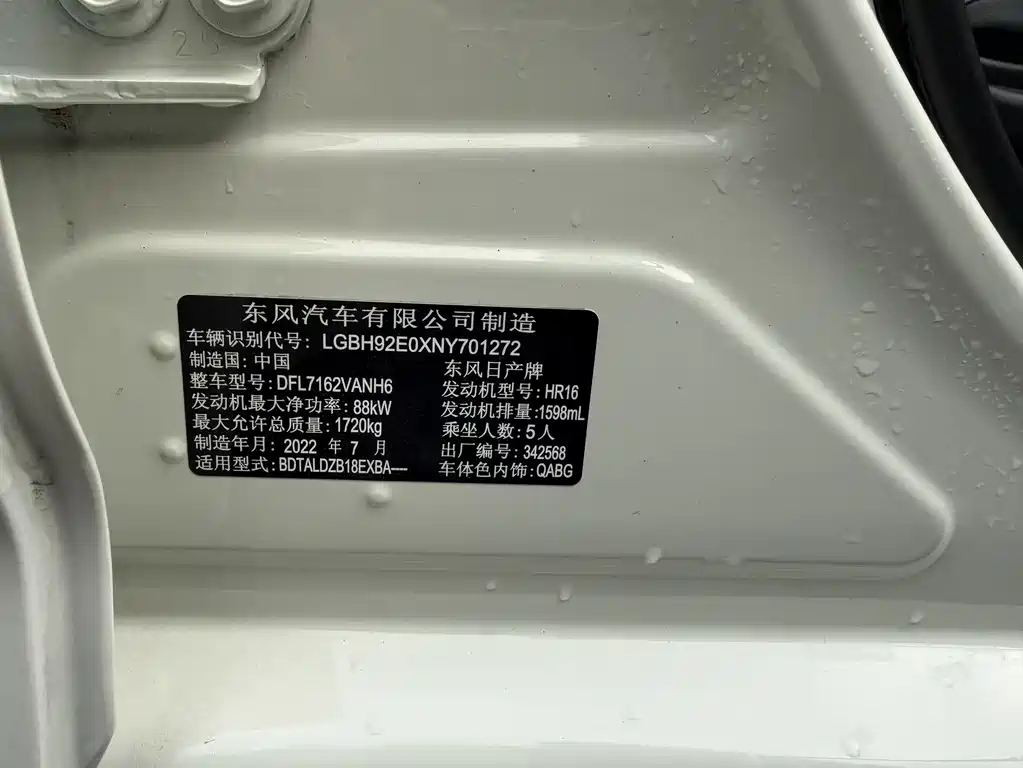 25
东风汽车有限公司制造
车辆识别代号: LGBH92E0XNY701272
制造国: 中国 东风日产牌
整车型号: DFL7162VANH6 发动机型号: HR16
发动机最大净功率: 88kW 发动机排量: 1598mL
最大允许总质量: 1720kg 乘坐人数: 5人
制造年月: 2022 年 7 月 出厂编号: 342568
适用型式: BDTALDZB18EXBA---- 车体色内饰: QABG